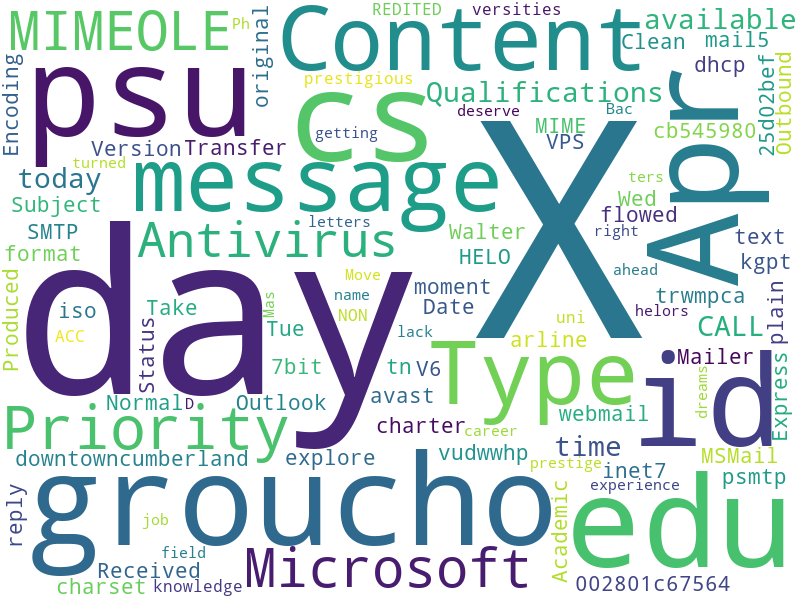 REDITED
versities
MIMEOLE
Ph
original
Content
available
Clean
mail5
psu
prestigious
dhcp
Encoding
cs
Qualifications
deserve
Bac
Apr
25d02bef
Outbound
getting
MIME
VPS
cb545980
Version
Transfer
turned
message
X
today
ters
Wed
Subject
letters
flowed
SMTP
Antivirus
Walter
right
text
format
HELO
ahead
kgpt
day
Move
moment
trwmpca
plain
Produced
iso
Take
Mas
name
Date
helors
Status
Tue
NON
uni
CALL
ACC
lack
arline
Type
id
Mailer
7bit
tn
V6
dreams
Express
Normal
D
Outlook
avast
webmail
Priority
charter
career
time
MSMail
downtowncumberland
explore
vudwwhp
prestige
inet7
psmtp
reply
groucho
experience
edu
Academic
job
field
Received
Microsoft
charset
knowledge
002801c67564